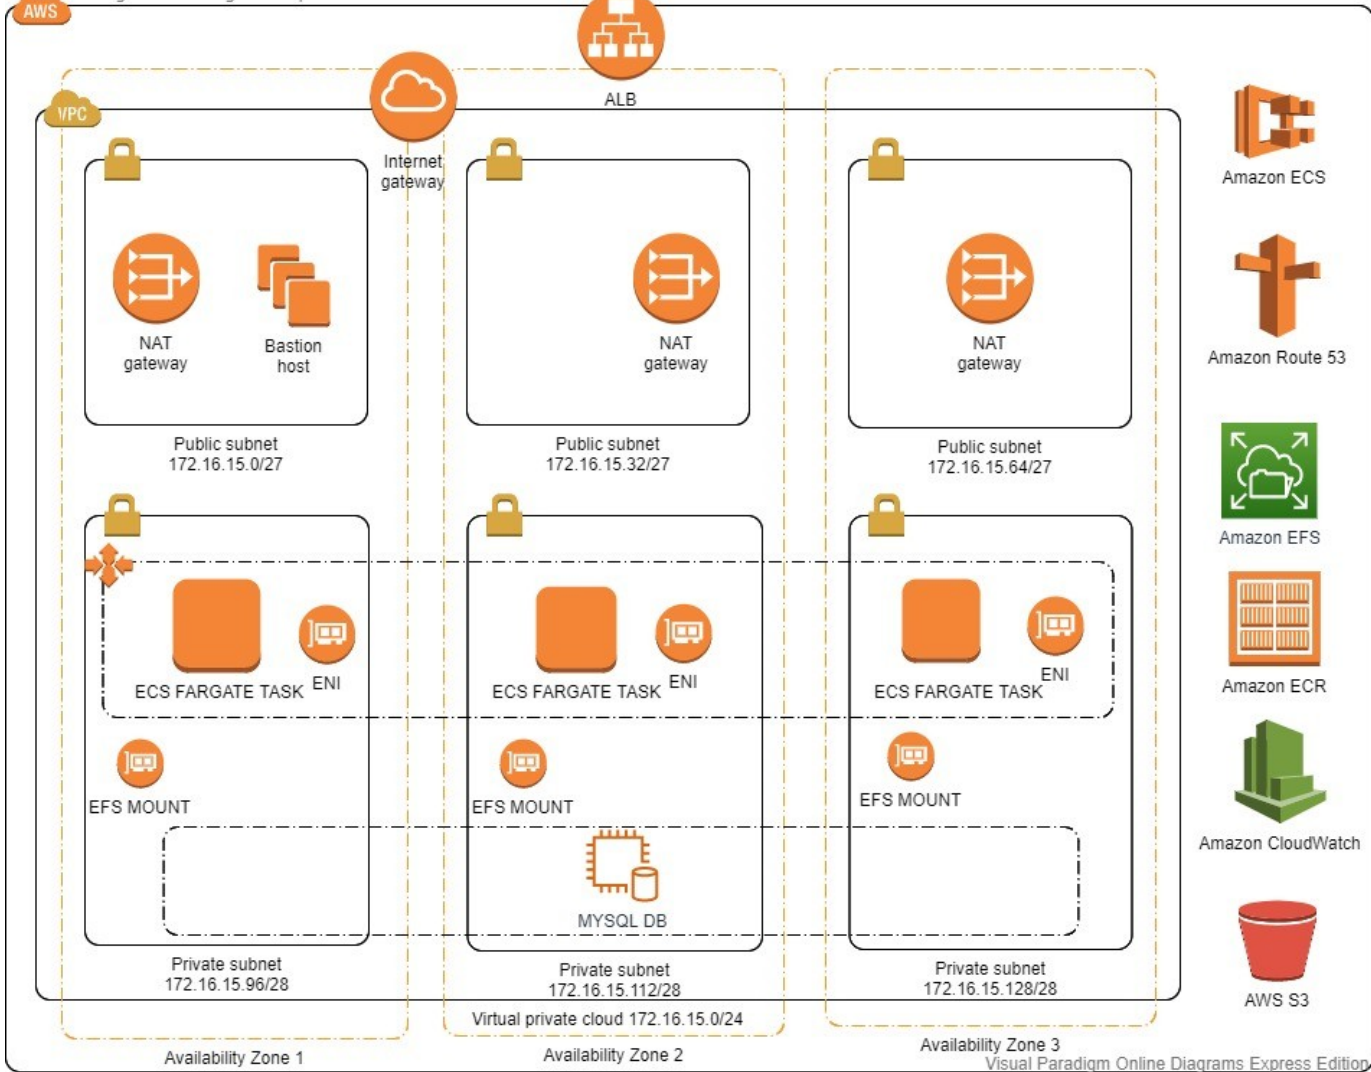 AWS
ALB
VPC
Internet
gateway
NAT
gateway
Bastion
host
NAT
gateway
NAT
gateway
Public subnet
172.16.15.0/27
Public subnet
172.16.15.32/27
Public subnet
172.16.15.64/27
ECS FARGATE TASK
ENI
ECS FARGATE TASK
ENI
ECS FARGATE TASK
ENI
EFS MOUNT
EFS MOUNT
EFS MOUNT
MYSQL DB
Private subnet
172.16.15.96/28
Private subnet
172.16.15.112/28
Private subnet
172.16.15.128/28
Virtual private cloud 172.16.15.0/24
Availability Zone 1
Availability Zone 2
Availability Zone 3
Amazon ECS
Amazon Route 53
Amazon EFS
Amazon ECR
Amazon CloudWatch
AWS S3
Visual Paradigm Online Diagrams Express Edition